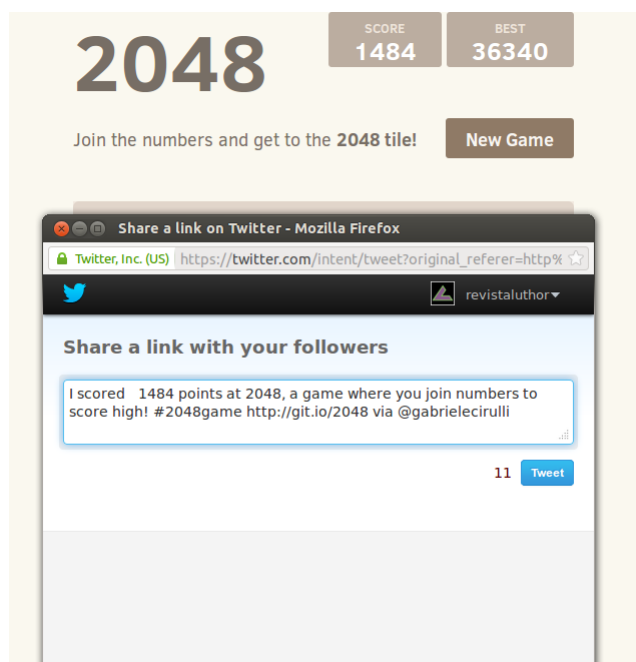 2048
SCORE
1484
BEST
36340
Join the numbers and get to the 2048 tile!
New Game
Share a link on Twitter - Mozilla Firefox
Twitter, Inc. (US) https://twitter.com/intent/tweet?original_referer=http%
revistaluthor
Share a link with your followers
I scored   1484 points at 2048, a game where you join numbers to
score high! #2048game http://git.io/2048 via @gabrielecirulli
11 Tweet